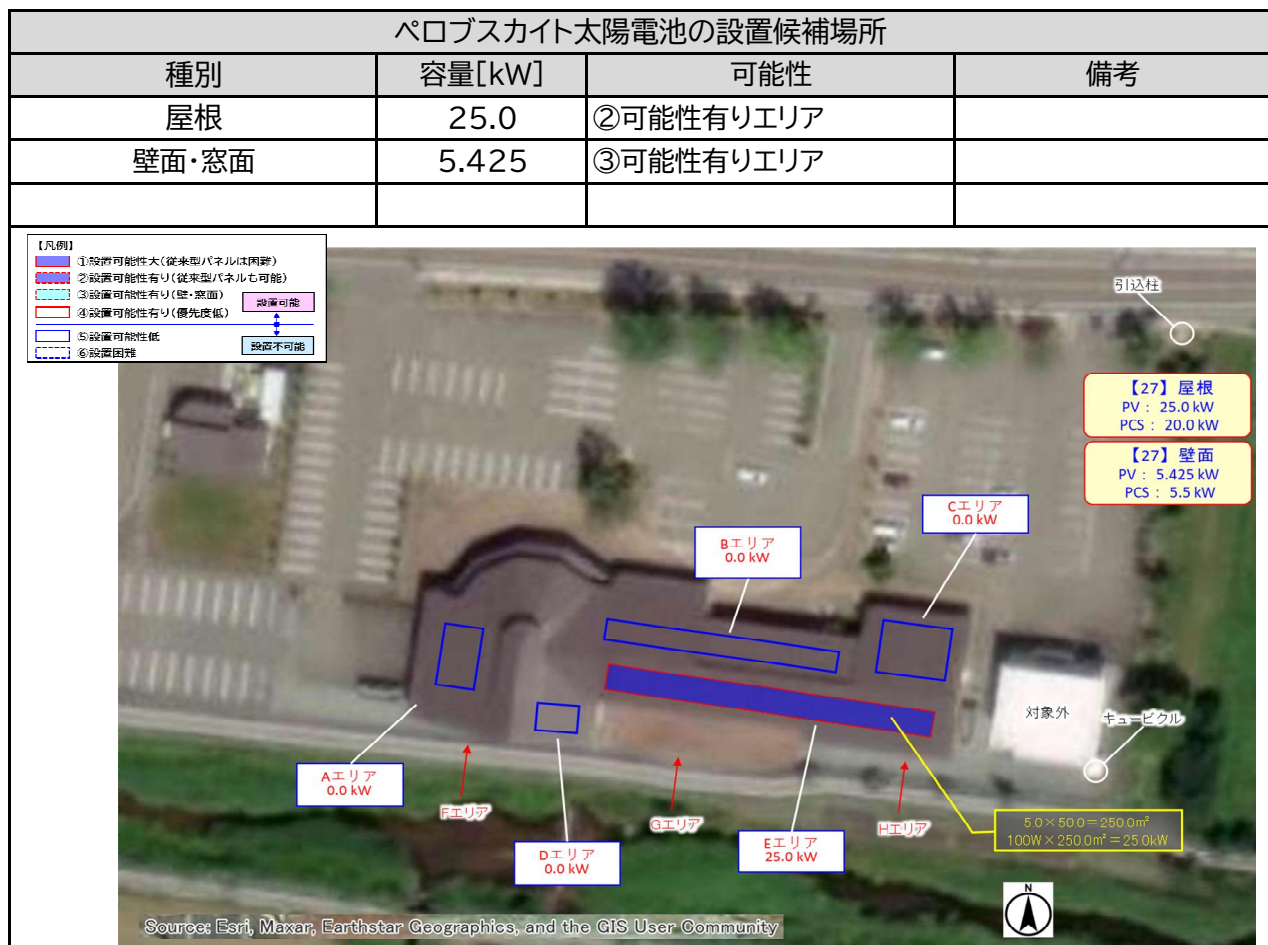 ペロブスカイト太陽電池の設置候補場所
種別 容量[kW] 可能性 備考
屋根 25.0 ②可能性有りエリア
壁面・窓面 5.425 ③可能性有りエリア
【凡例】
①設置可能性大(従来型パネルは困難)
②設置可能性有り(従来型パネルも可能)
③設置可能性有り(壁・窓面)
④設置可能性有り(優先度低)
⑤設置可能性低
⑥設置困難
設置可能
設置不可能
引込柱
【27】屋根
PV： 25.0 kW
PCS： 20.0 kW
【27】壁面
PV： 5.425 kW
PCS： 5.5 kW
Cエリア
0.0 kW
Bエリア
0.0 kW
対象外
キュービクル
Aエリア
0.0 kW
Fエリア
Gエリア
Hエリア
Dエリア
0.0 kW
Eエリア
25.0 kW
5.0×50.0＝250.0㎡
100W×250.0㎡＝25.0kW
N
Source: Esri, Maxar, Earthstar Geographics, and the GIS User Community